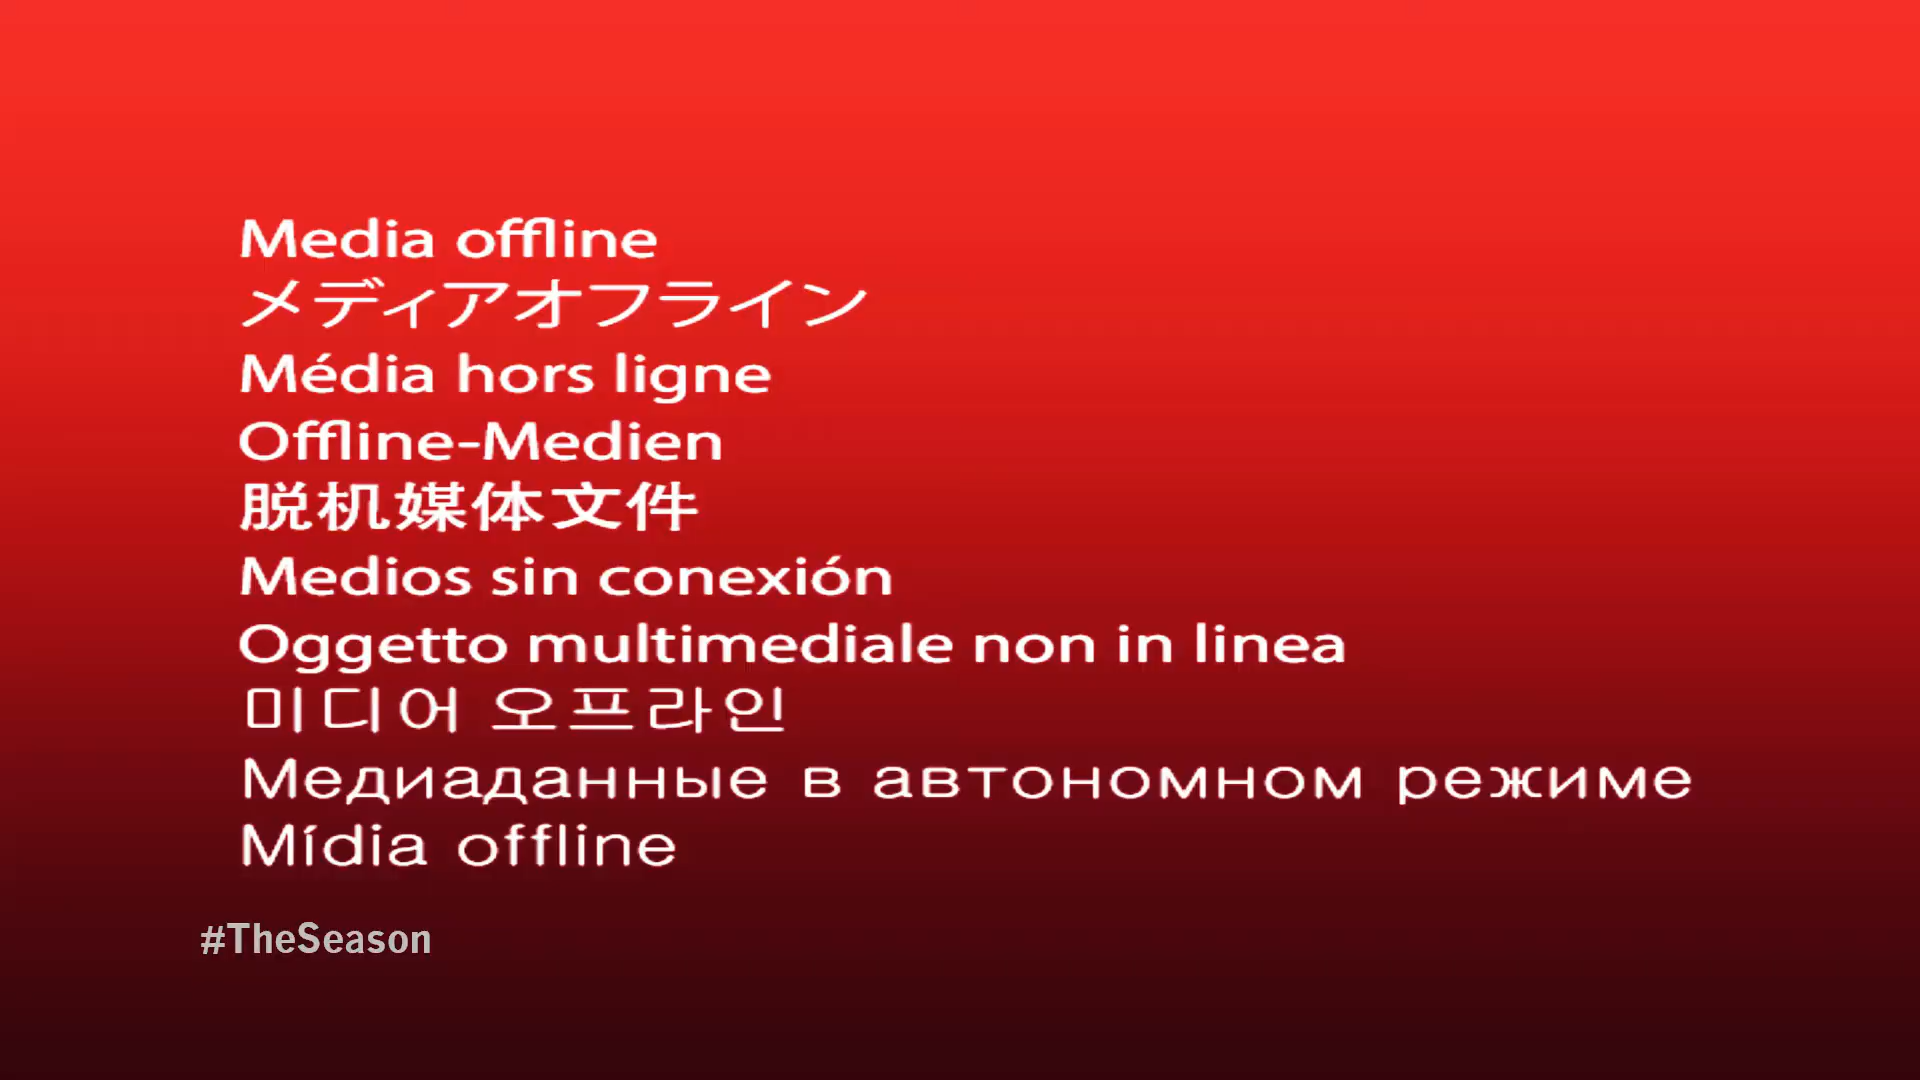 Media offline
メディアオフライン
Média hors ligne
Offline-Medien
脱机媒体文件
Medios sin conexión
Oggetto multimediale non in linea
미디어 오프라인
Медиаданные в автономном режиме
Mídia offline
#TheSeason